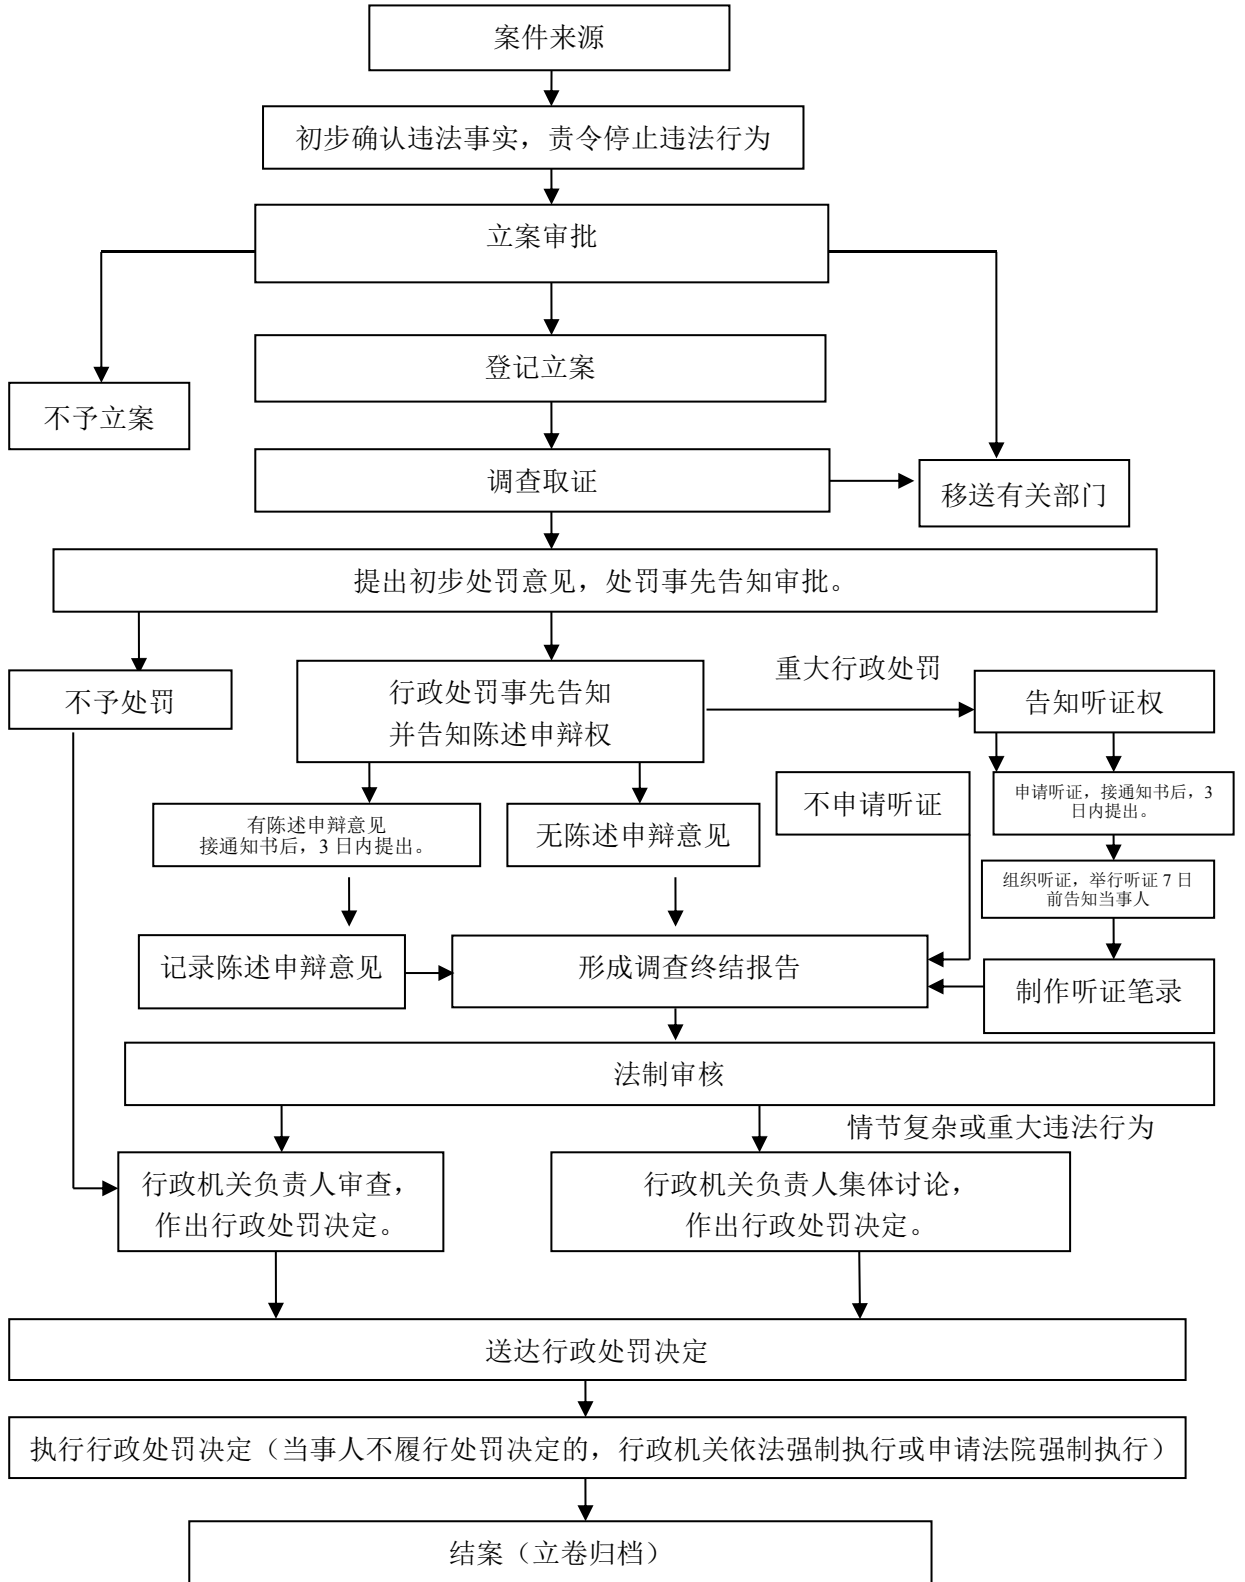 案件来源
初步确认违法事实，责令停止违法行为
立案审批
登记立案
不予立案
调查取证
移送有关部门
提出初步处罚意见，处罚事先告知审批。
不予处罚
行政处罚事先告知
并告知陈述申辩权
重大行政处罚
告知听证权
有陈述申辩意见
接通知书后，3 日内提出。
无陈述申辩意见
不申请听证
申请听证，接通知书后，3
日内提出。
组织听证，举行听证 7 日
前告知当事人
记录陈述申辩意见
形成调查终结报告
制作听证笔录
法制审核
情节复杂或重大违法行为
行政机关负责人审查，
作出行政处罚决定。
行政机关负责人集体讨论，
作出行政处罚决定。
送达行政处罚决定
执行行政处罚决定（当事人不履行处罚决定的，行政机关依法强制执行或申请法院强制执行）
结案（立卷归档）